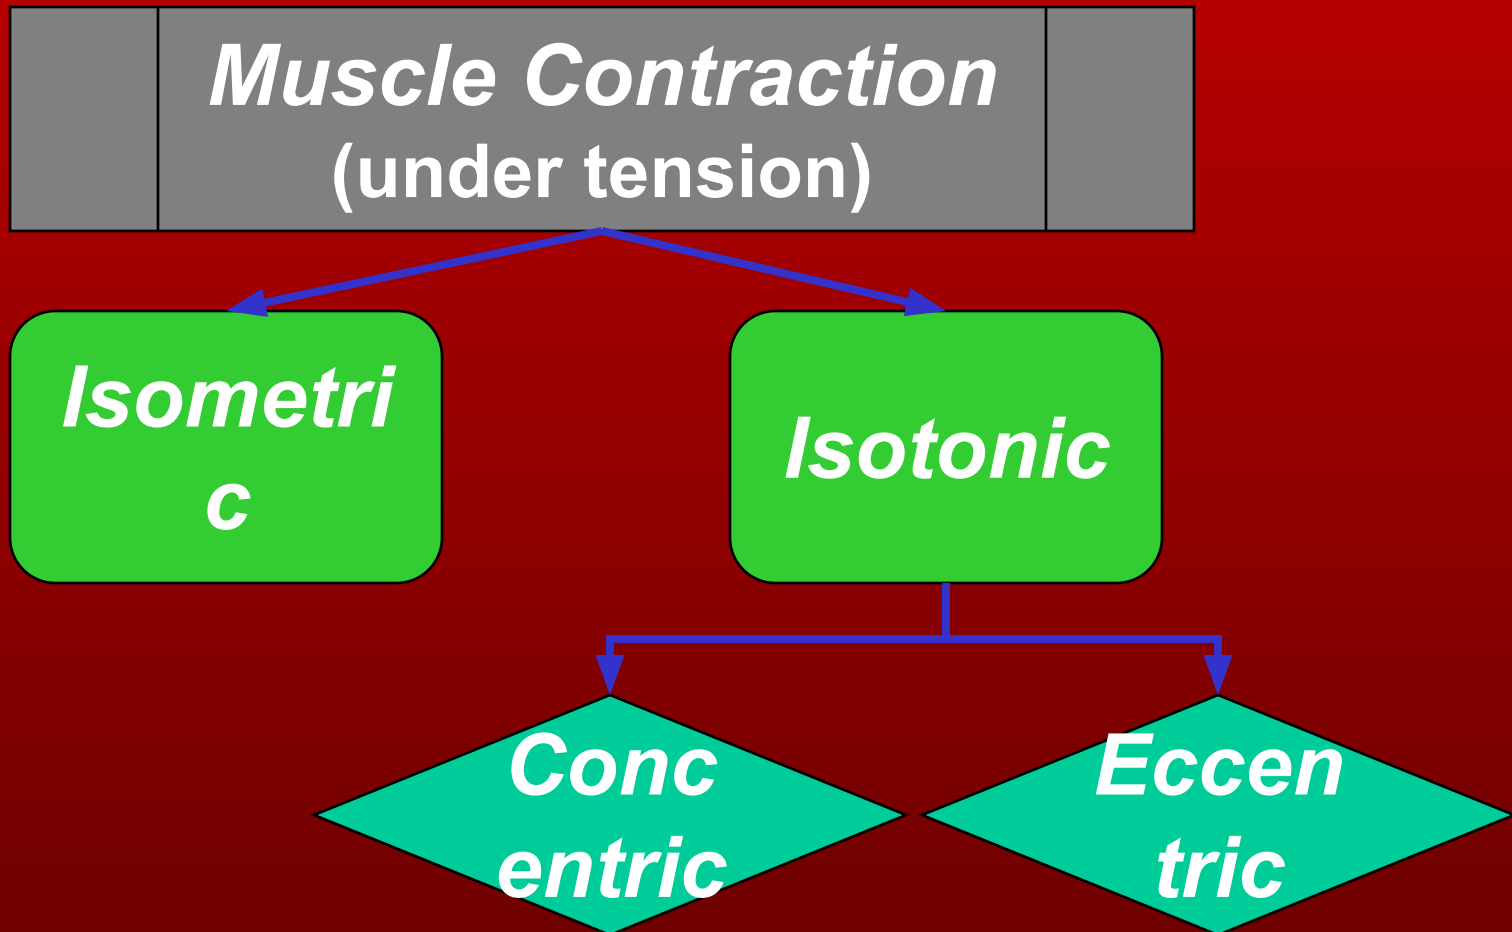 Muscle Contraction
(under tension)
Isometri
c
Isotonic
Conc
entric
Eccen
tric